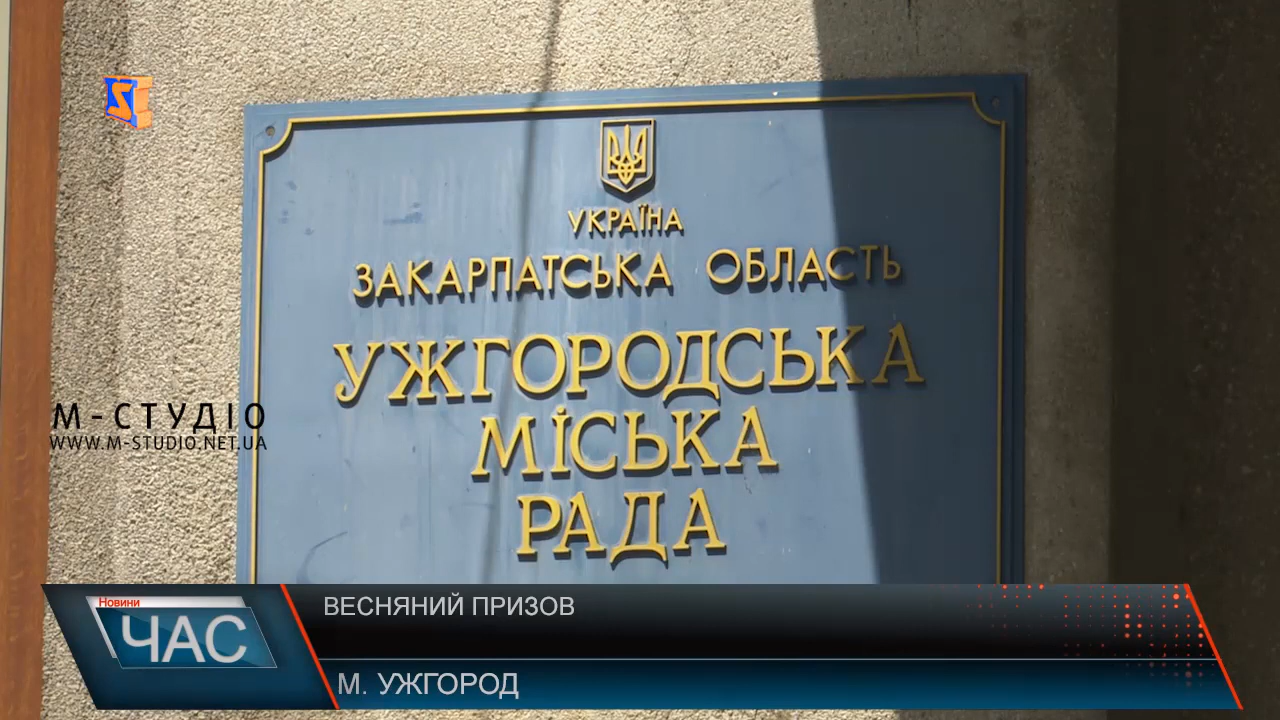 УКРАЇНА
ЗАКАРПАТСЬКА ОБЛАСТЬ
УЖГОРОДСЬКА
МІСЬКА
РАДА
М-СТУДІО
WWW.M-STUDIO.NET.UA
Новини
ЧАС
ВЕСНЯНИЙ ПРИЗОВ
М. УЖГОРОД